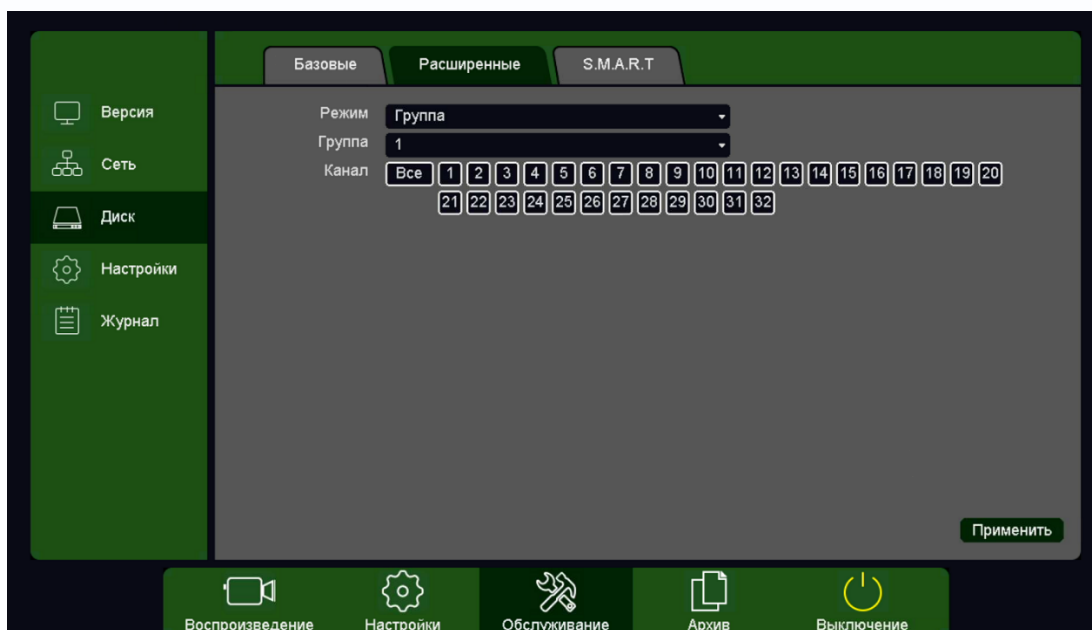 Базовые Расширенные S.M.A.R.T
Версия
Сеть
Диск
Настройки
Журнал
Режим Группа
Группа 1
Канал Все 1 2 3 4 5 6 7 8 9 10 11 12 13 14 15 16 17 18 19 20
21 22 23 24 25 26 27 28 29 30 31 32
Применить
Воспроизведение Настройки Обслуживание Архив Выключение